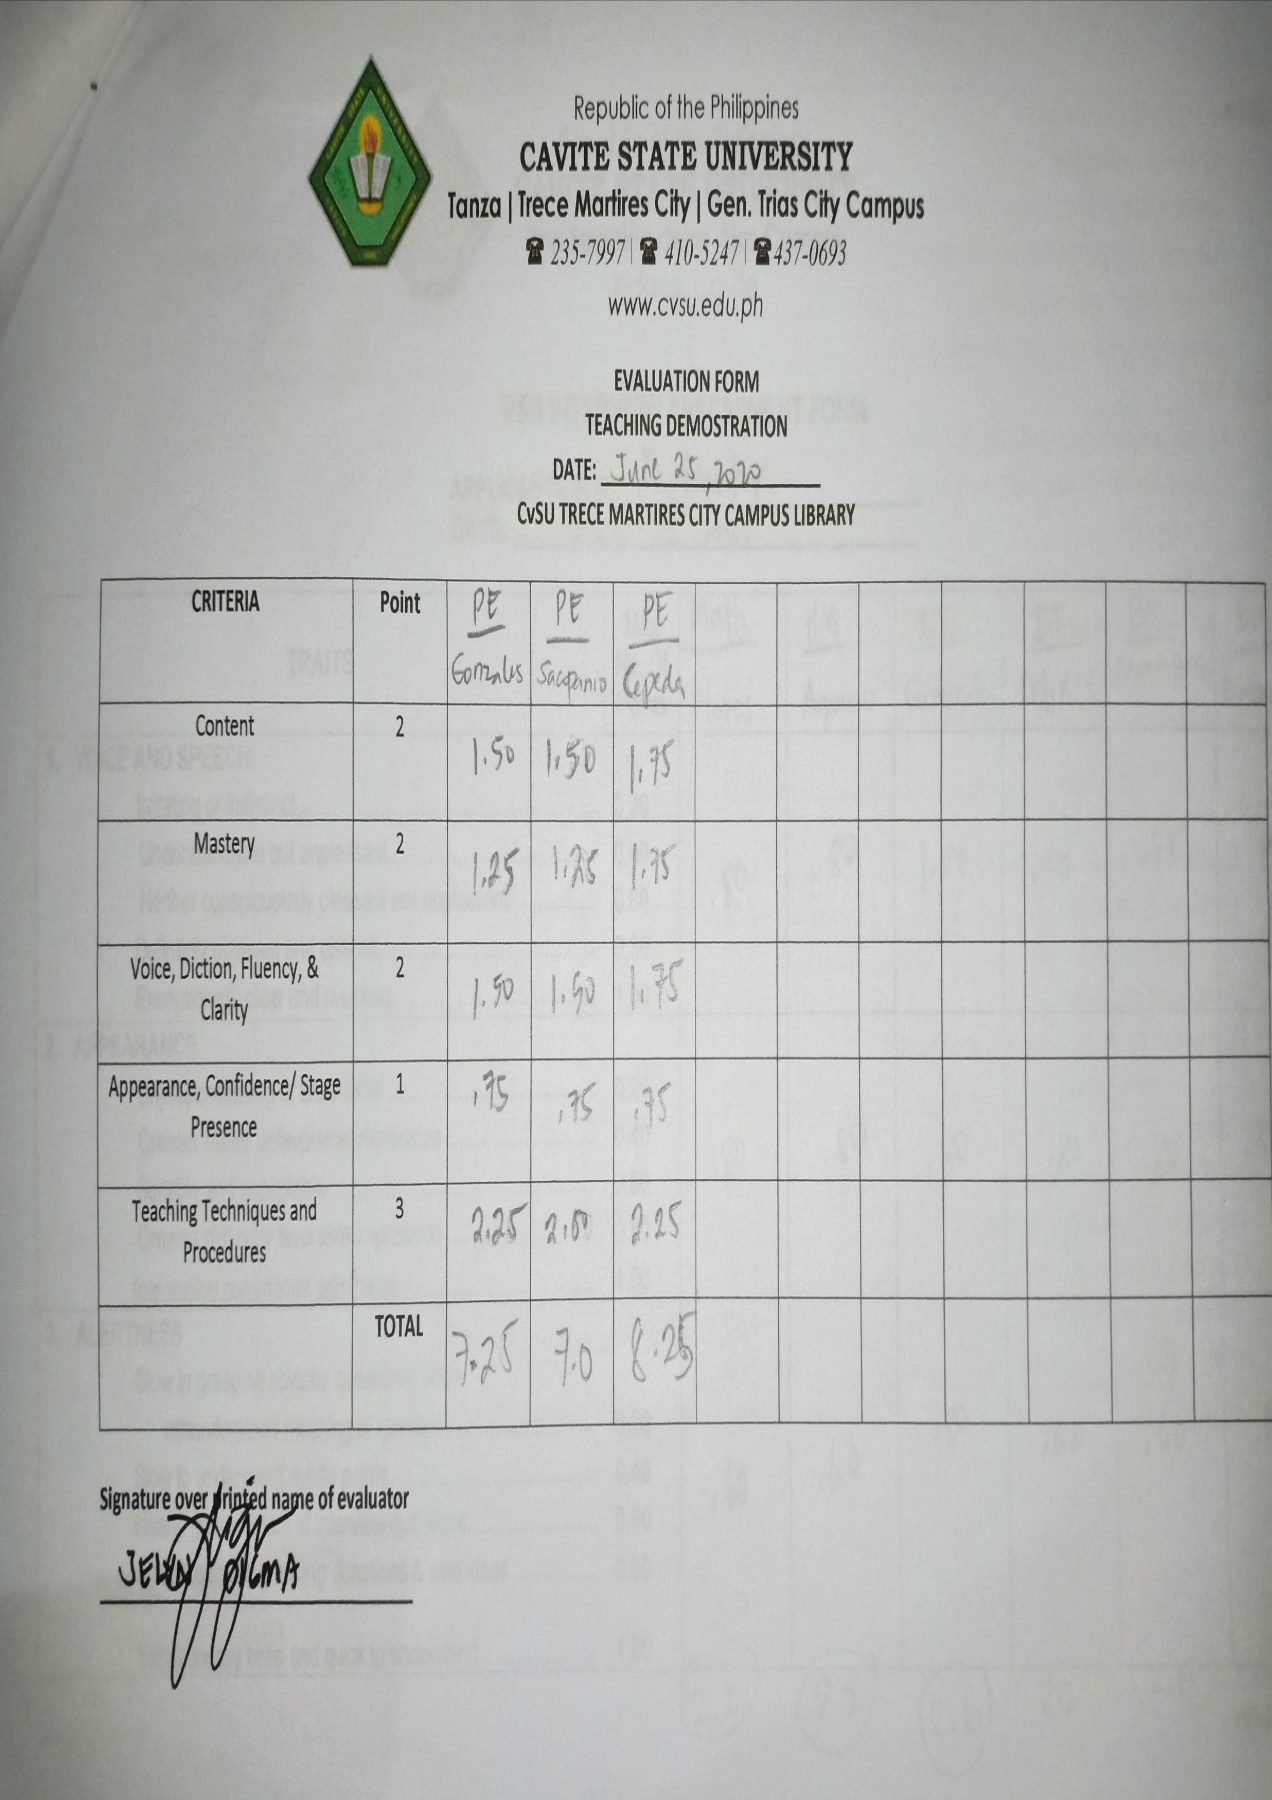 Republic of the Philippines
CAVITE STATE UNIVERSITY
Tanza | Trece Martires City | Gen. Trias City Campus
☎ 235-7997 | ☎ 410-5247 | ☎ 437-0693
www.cvsu.edu.ph
EVALUATION FORM
TEACHING DEMOSTRATION
DATE: June 25, 2020
CvSU TRECE MARTIRES CITY CAMPUS LIBRARY
CRITERIA Point PE PE PE
Gonzales Sacapanio Cepeda
Content 2 1.50 1.50 1.75
Mastery 2 1.25 1.25 1.75
Voice, Diction, Fluency, & 2 1.50 1.50 1.75
Clarity
Appearance, Confidence/ Stage 1 .75 .75 .75
Presence
Teaching Techniques and 3 2.25 2.00 2.25
Procedures
TOTAL 7.25 7.0 8.25
Signature over printed name of evaluator
JELYN DIGMA